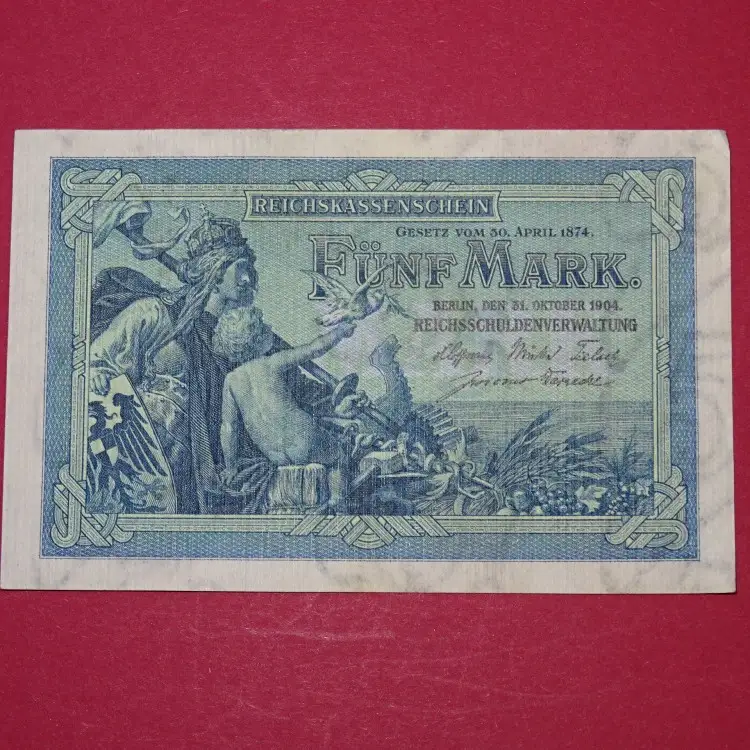 REICHSKASSENSCHEIN
GESETZ VOM 30. APRIL 1874.
FÜNF MARK.
BERLIN, DEN 31. OKTOBER 1904.
REICHSSCHULDENVERWALTUNG